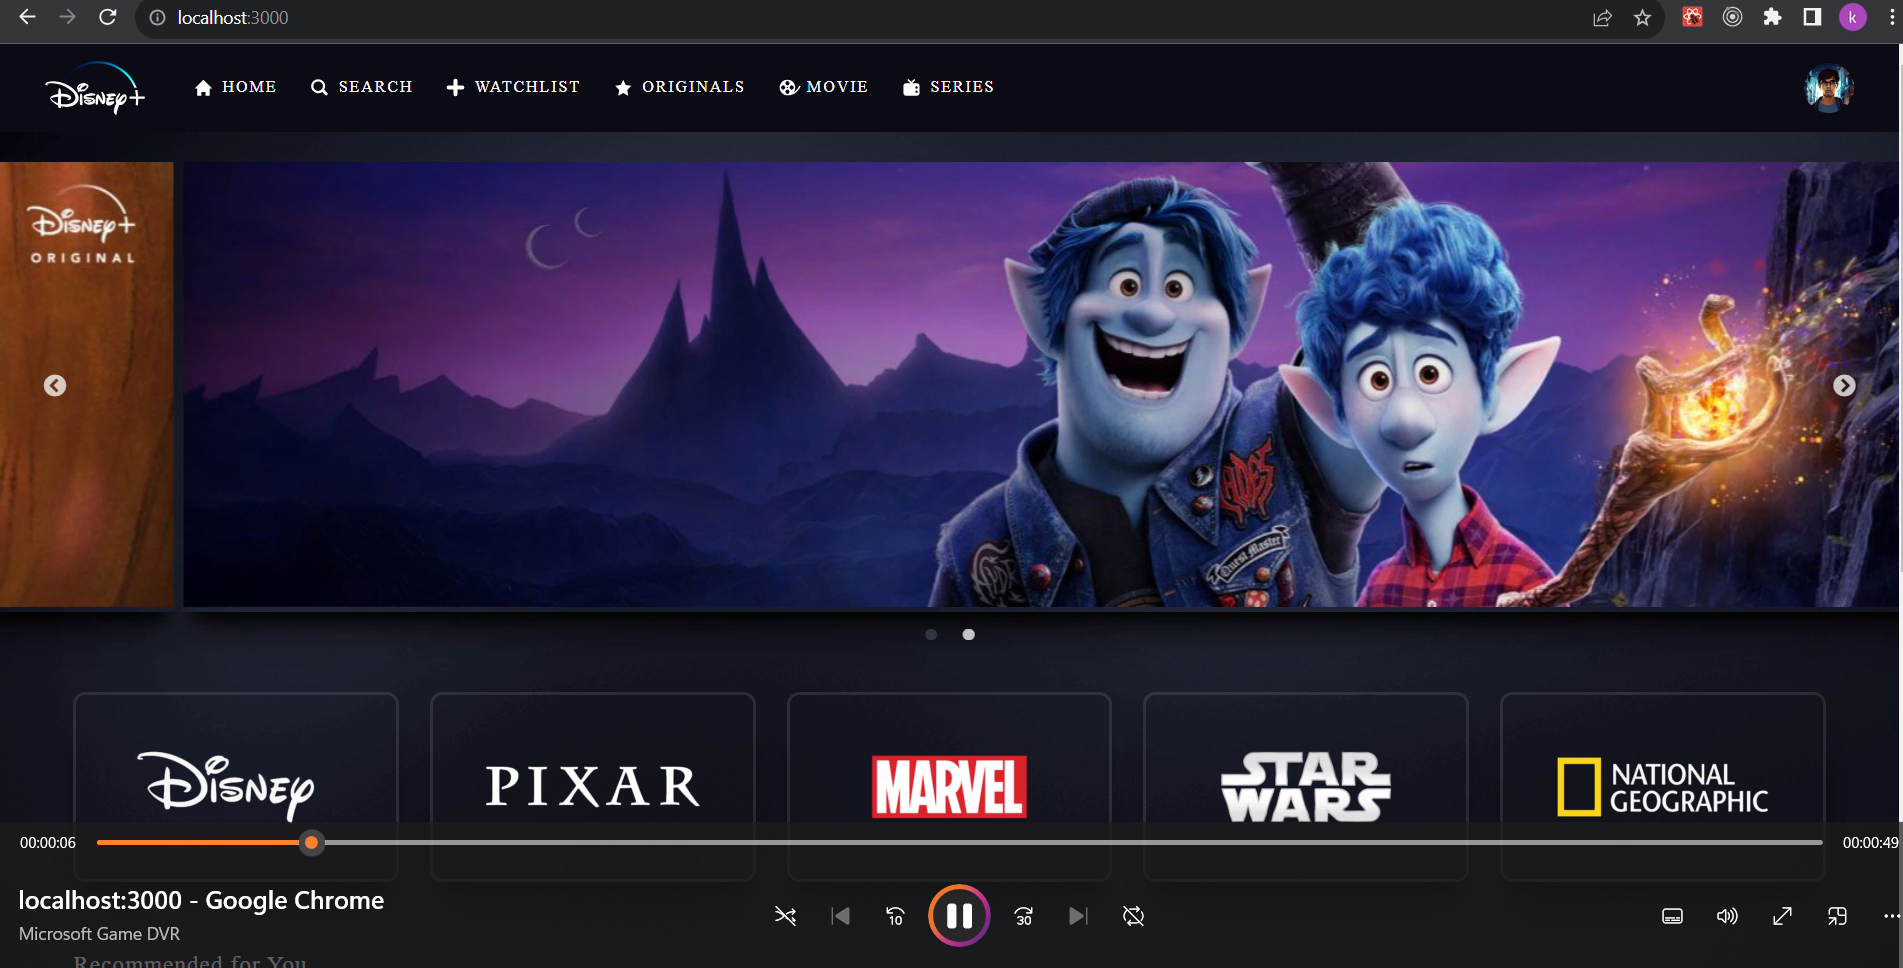 localhost:3000
k
Disney+
HOME
SEARCH
WATCHLIST
ORIGINALS
MOVIE
SERIES
Disney+
ORIGINAL
HADES
Quest Master
Disney
PIXAR
MARVEL
STAR
WARS
NATIONAL
GEOGRAPHIC
00:00:06
00:00:49
localhost:3000 - Google Chrome
Microsoft Game DVR
10
30
Recommended for You